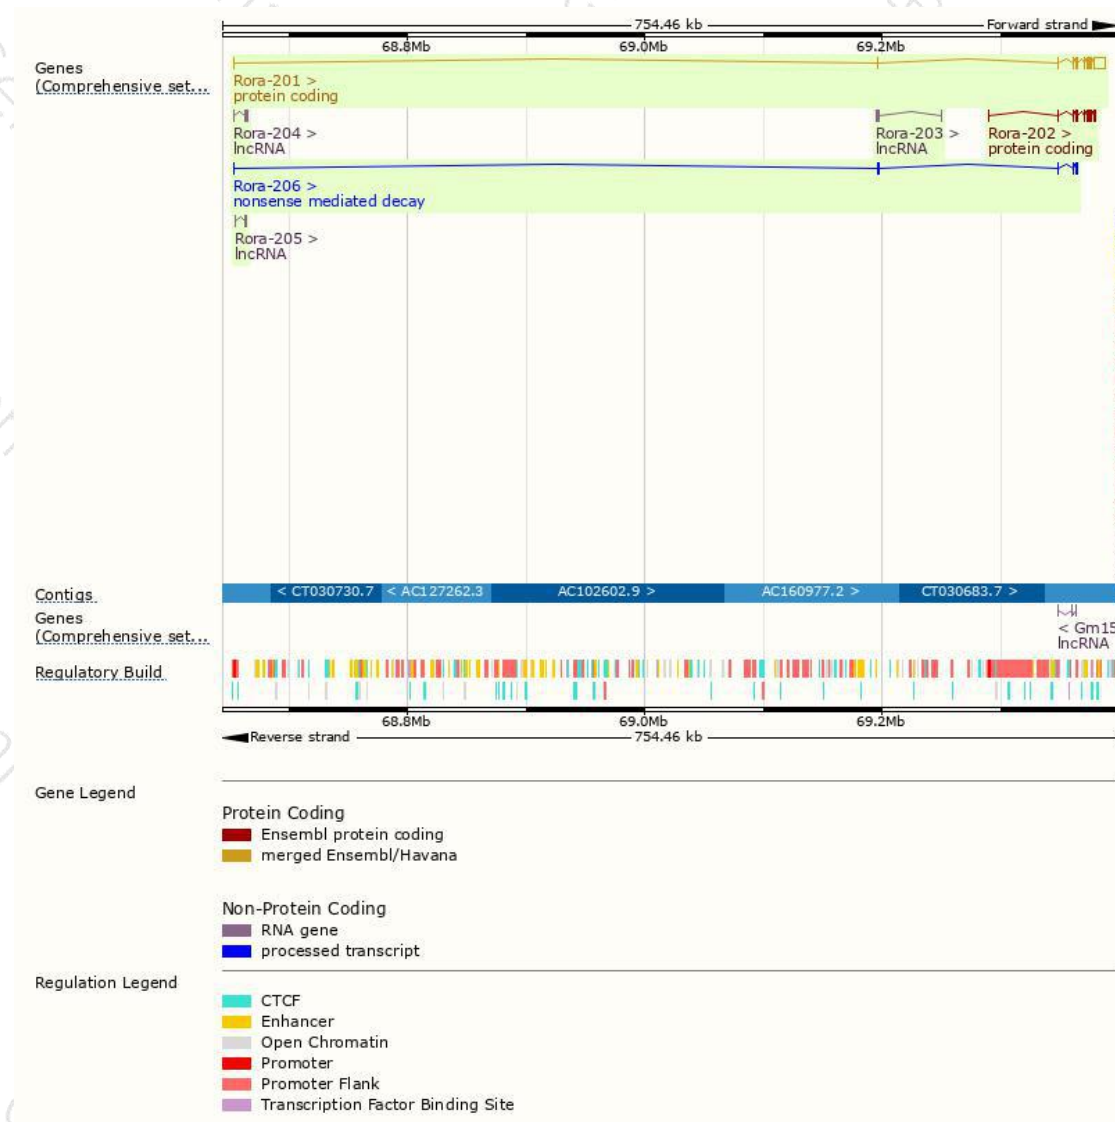 754.46 kb Forward strand
68.8Mb 69.0Mb 69.2Mb
Genes
(Comprehensive set...
Rora-201 >
protein coding
Rora-204 > Rora-203 > Rora-202 >
lncRNA lncRNA protein coding
Rora-206 >
nonsense mediated decay
Rora-205 >
lncRNA
Contigs < CT030730.7 < AC127262.3 AC102602.9 > AC160977.2 > CT030683.7 >
Genes
(Comprehensive set... < Gm15
lncRNA
Regulatory Build
68.8Mb 69.0Mb 69.2Mb
Reverse strand 754.46 kb
Gene Legend
Protein Coding
Ensembl protein coding
merged Ensembl/Havana
Non-Protein Coding
RNA gene
processed transcript
Regulation Legend
CTCF
Enhancer
Open Chromatin
Promoter
Promoter Flank
Transcription Factor Binding Site